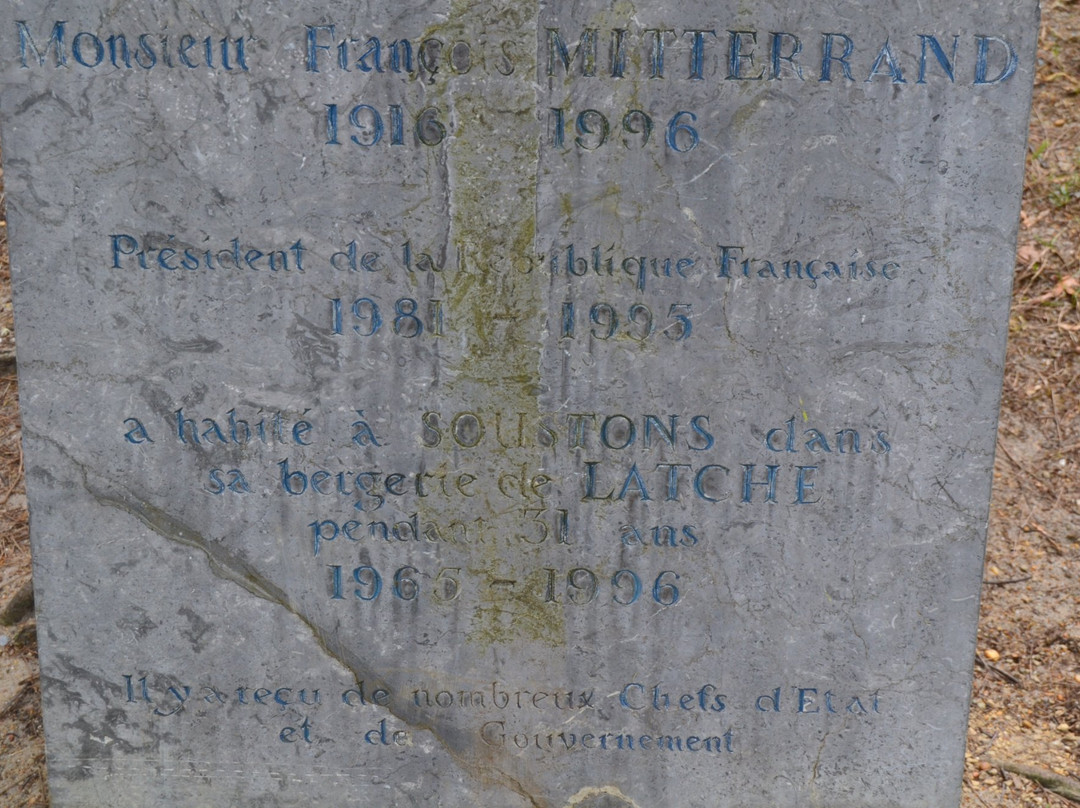 Monsieur François MITTERRAND
1916 1996
Président de la République Française
1981 - 1995
a habité à SOUSTONS dans
sa bergerie de LATCHE
pendant 31 ans
1965 - 1996
Il y a reçu de nombreux Chefs d'Etat
et de Gouvernement